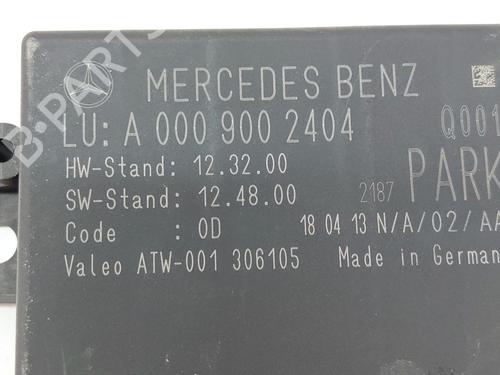 B-PARTS
MERCEDES BENZ
LU: A 000 900 2404 Q001
HW-Stand: 12.32.00
SW-Stand: 12.48.00 2187 PARK
Code : 0D 18 04 13 N/A/02/AA
Valeo ATW-001 306105 Made in German